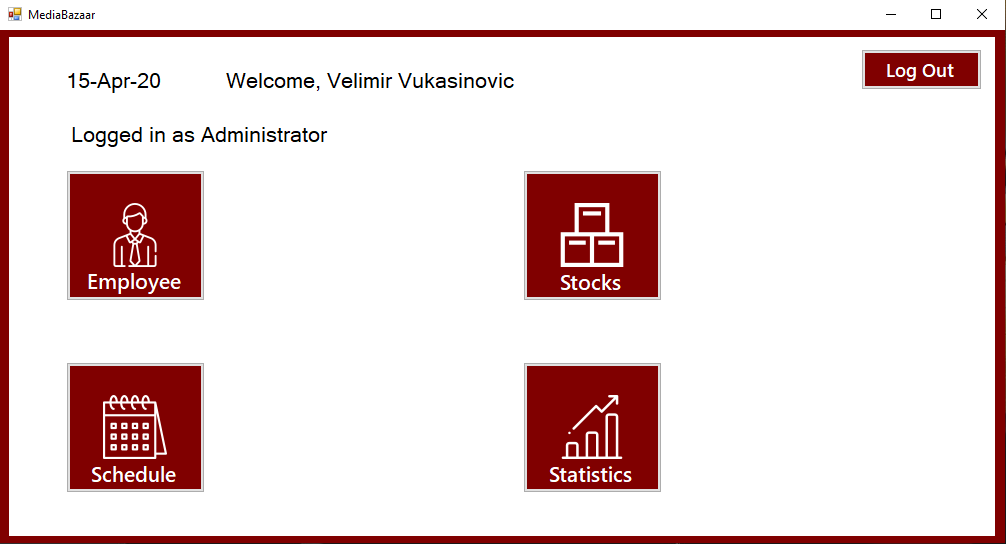 MediaBazaar
Log Out
15-Apr-20 Welcome, Velimir Vukasinovic
Logged in as Administrator
Employee
Stocks
Schedule
Statistics